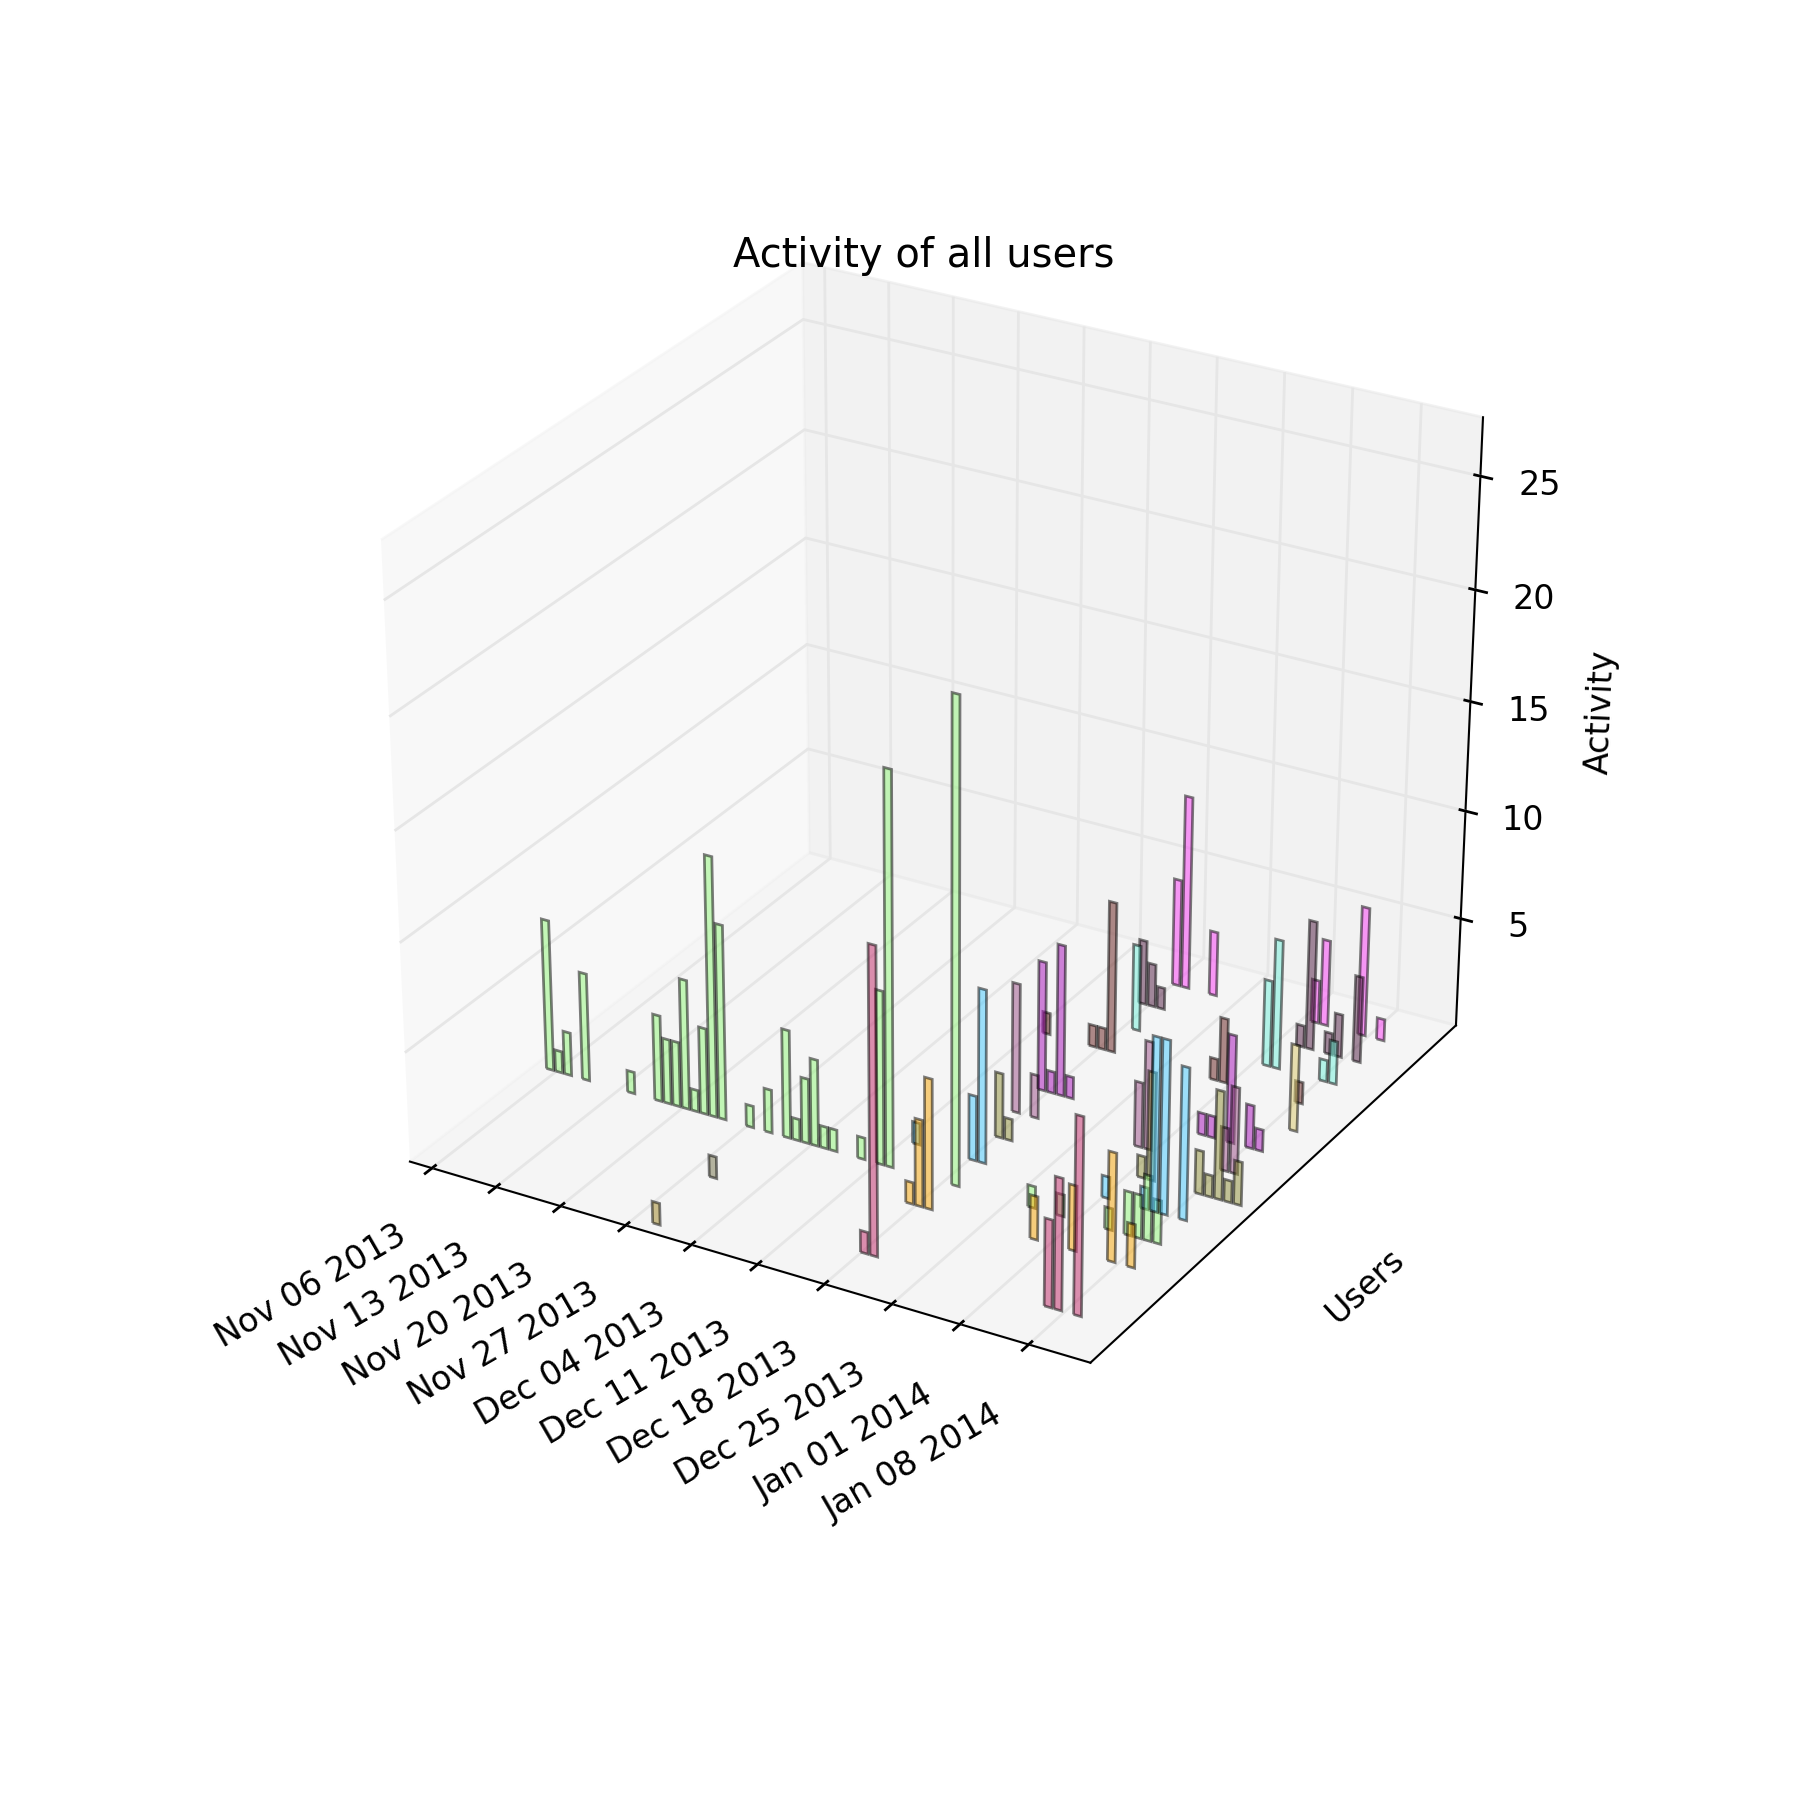 Activity of all users
25
20
15
10
5
Activity
Users
Nov 06 2013
Nov 13 2013
Nov 20 2013
Nov 27 2013
Dec 04 2013
Dec 11 2013
Dec 18 2013
Dec 25 2013
Jan 01 2014
Jan 08 2014